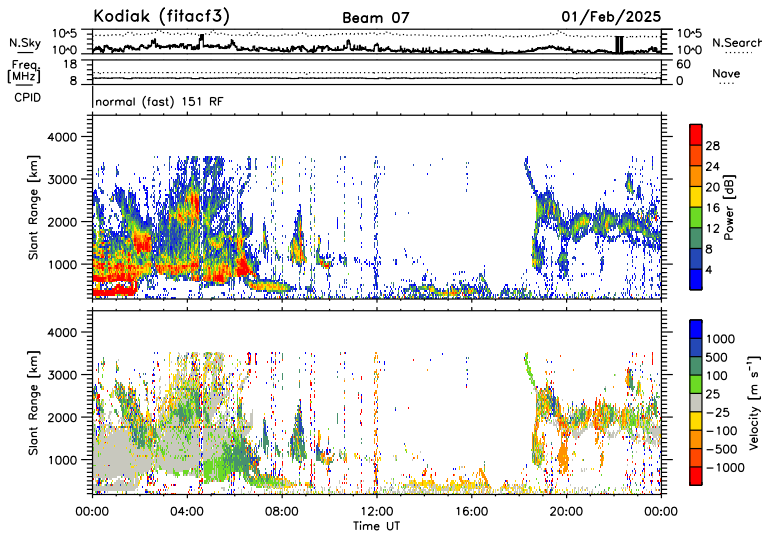 Kodiak (fitacf3) Beam 07 01/Feb/2025
N.Sky 10+5 10+0 10+5 10+0 N.Search
Freq. [MHz] 18 8 60 0 Nave
CPID normal (fast) 151 RF
Slant Range [km] 4000 3000 2000 1000
Power [dB] 28 24 20 16 12 8 4
Slant Range [km] 4000 3000 2000 1000
Velocity [m s⁻¹] 1000 500 100 25 -25 -100 -500 -1000
00:00 04:00 08:00 12:00 16:00 20:00 00:00
Time UT